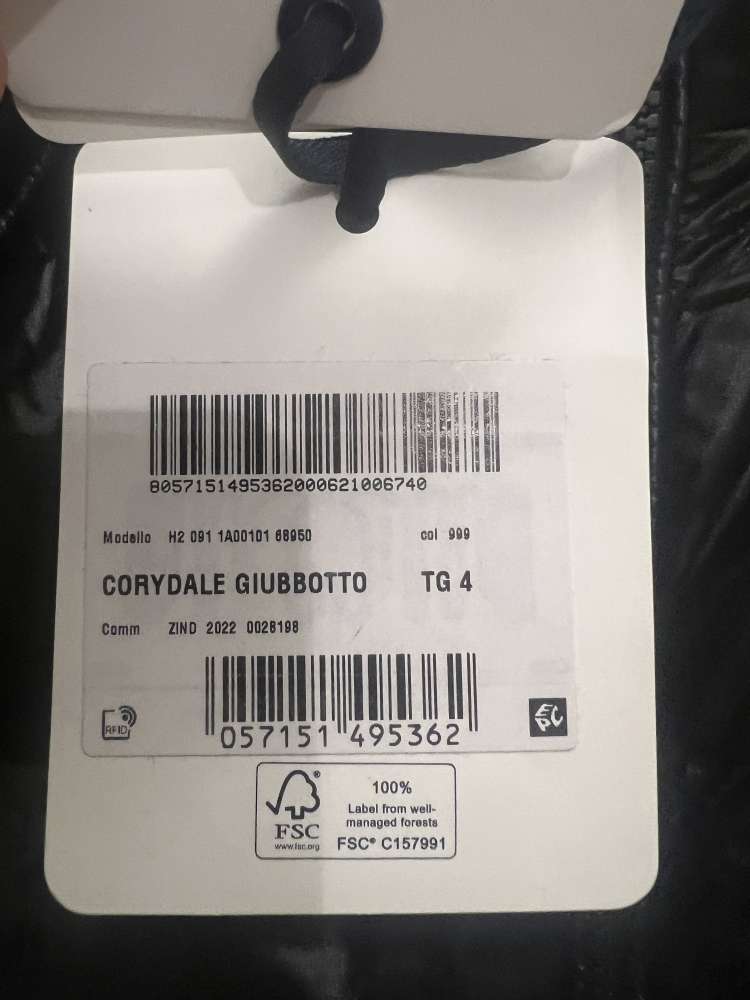 8057151495362000621006740
Modello H2 091 1A00101 68950 col 999
CORYDALE GIUBBOTTO TG 4
Comm ZIND 2022 0028198
RFID
EPC
057151 495362
100%
Label from well-
managed forests
FSC® C157991
FSC
www.fsc.org